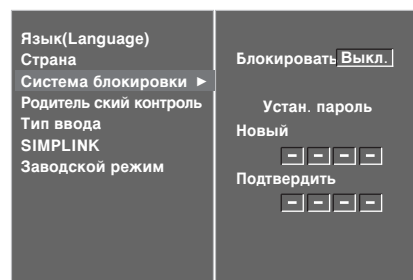 Язык(Language)
Страна
Система блокировки ►
Родитель ский контроль
Тип ввода
SIMPLINK
Заводской режим
Блокировать Выкл.
Устан. пароль
Новый
– – – –
Подтвердить
– – – –